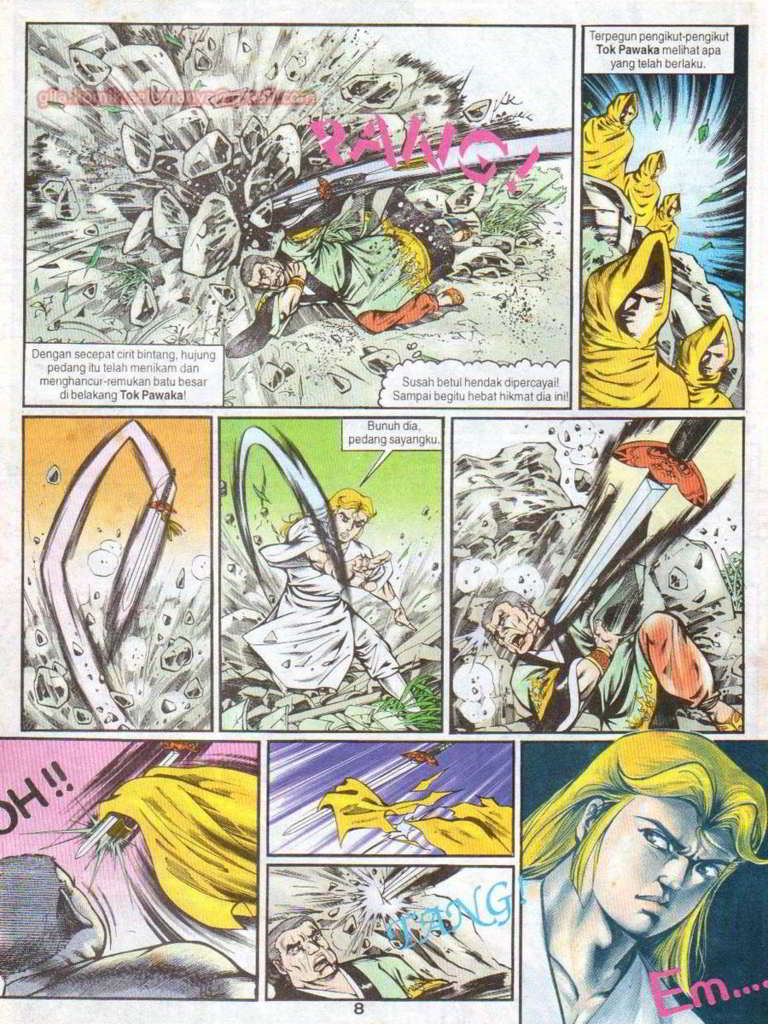 PANG!
Dengan secepat cirit bintang, hujung
pedang itu telah menikam dan
menghancur-remukan batu besar
di belakang Tok Pawaka!
Susah betul hendak dipercayai!
Sampai begitu hebat hikmat dia ini!
Terpegun pengikut-pengikut
Tok Pawaka melihat apa
yang telah berlaku.
Bunuh dia,
pedang sayangku.
OH!!
TANG!
Em....
8